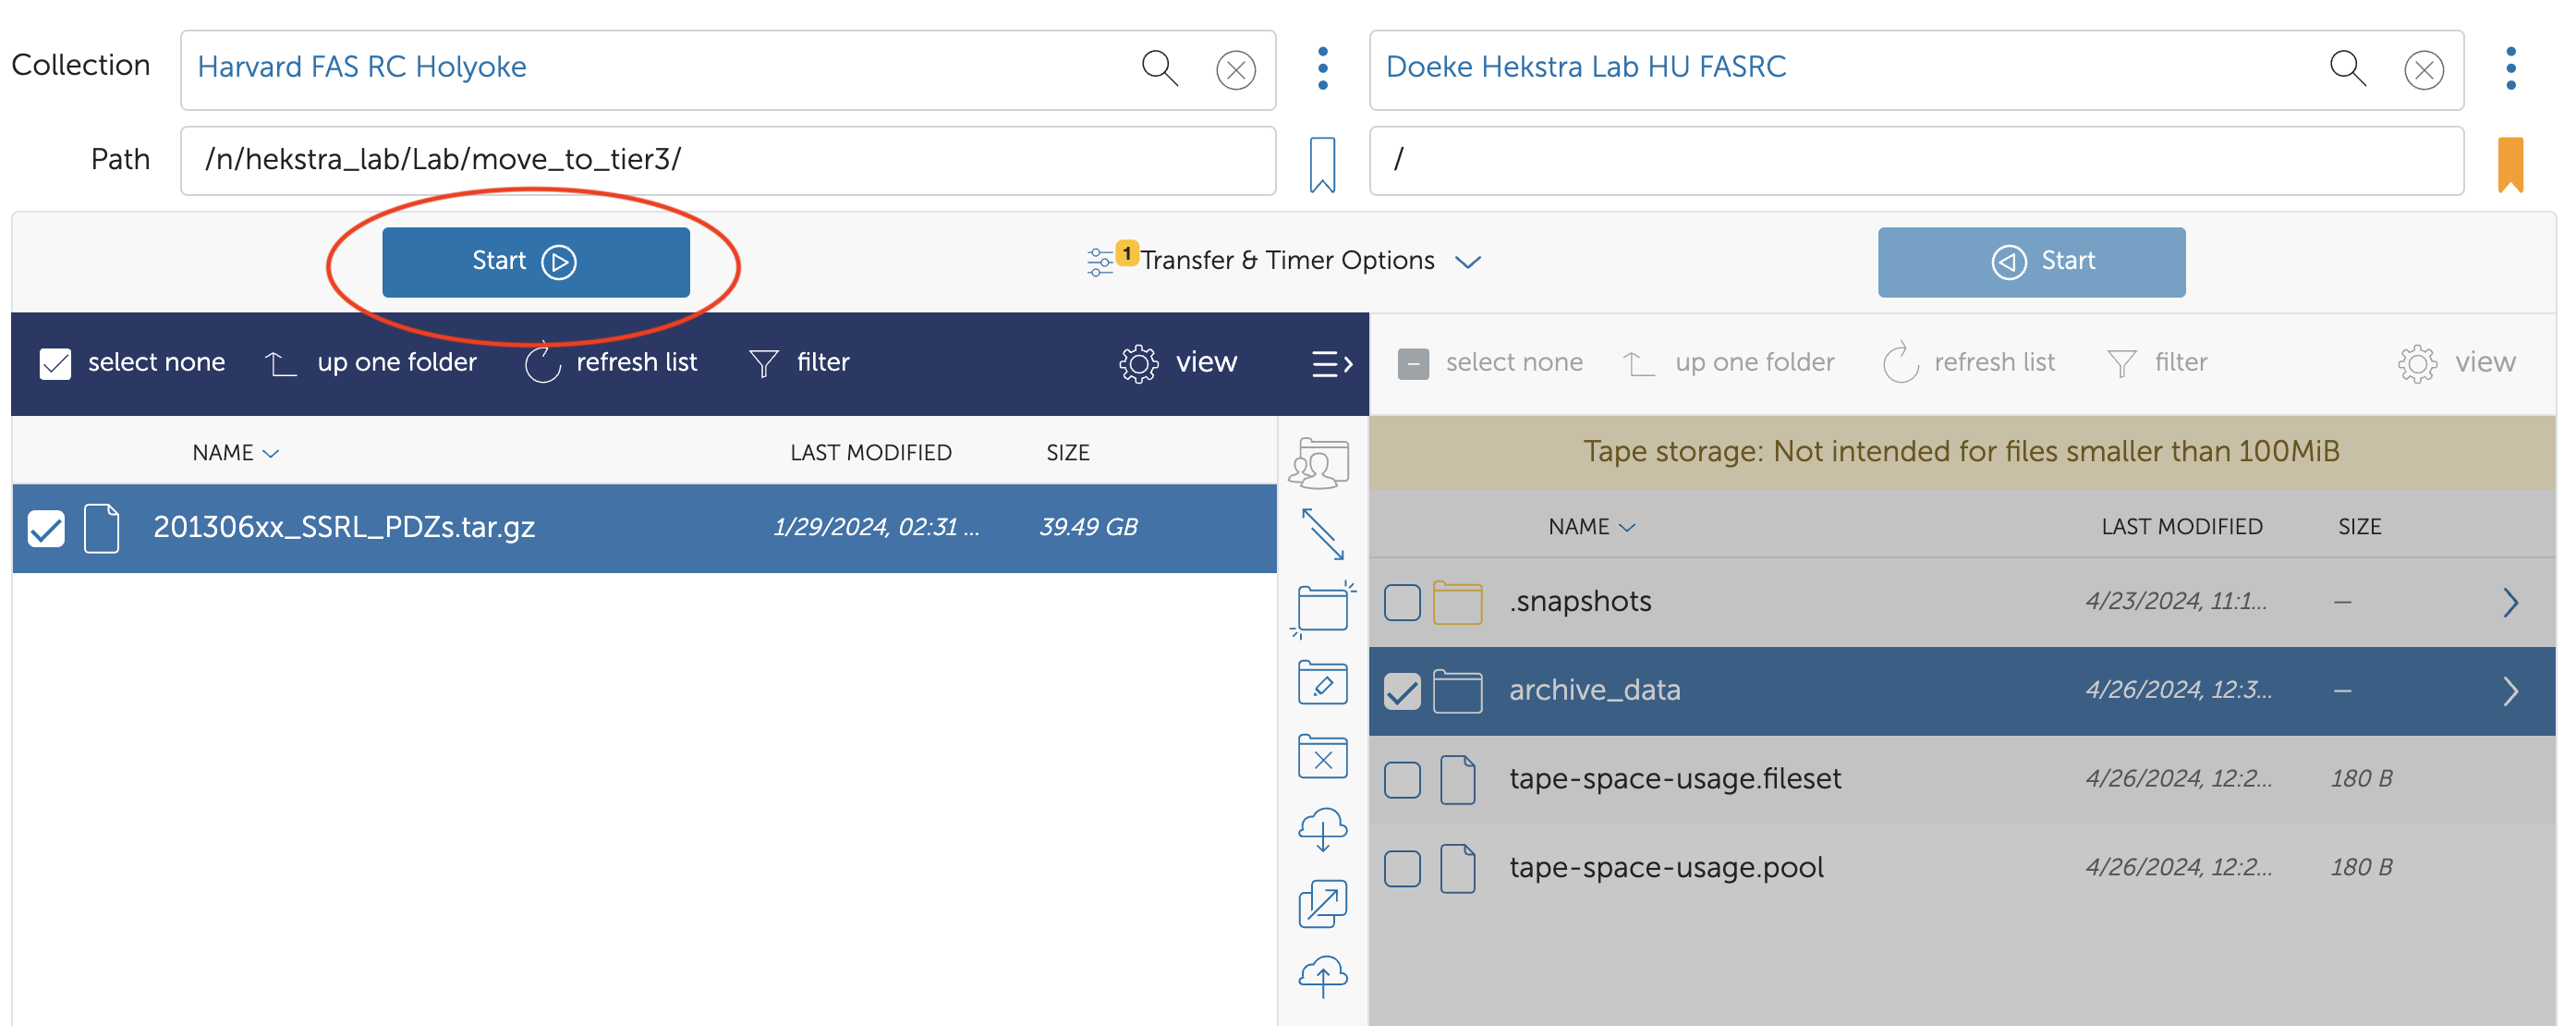 Collection Harvard FAS RC Holyoke Doeke Hekstra Lab HU FASRC
Path /n/hekstra_lab/Lab/move_to_tier3/ /
Start 1 Transfer & Timer Options Start
select none up one folder refresh list filter view select none up one folder refresh list filter view
Tape storage: Not intended for files smaller than 100MiB
NAME LAST MODIFIED SIZE
201306xx_SSRL_PDZs.tar.gz 1/29/2024, 02:31 ... 39.49 GB
NAME LAST MODIFIED SIZE
.snapshots 4/23/2024, 11:1... —
archive_data 4/26/2024, 12:3... —
tape-space-usage.fileset 4/26/2024, 12:2... 180 B
tape-space-usage.pool 4/26/2024, 12:2... 180 B